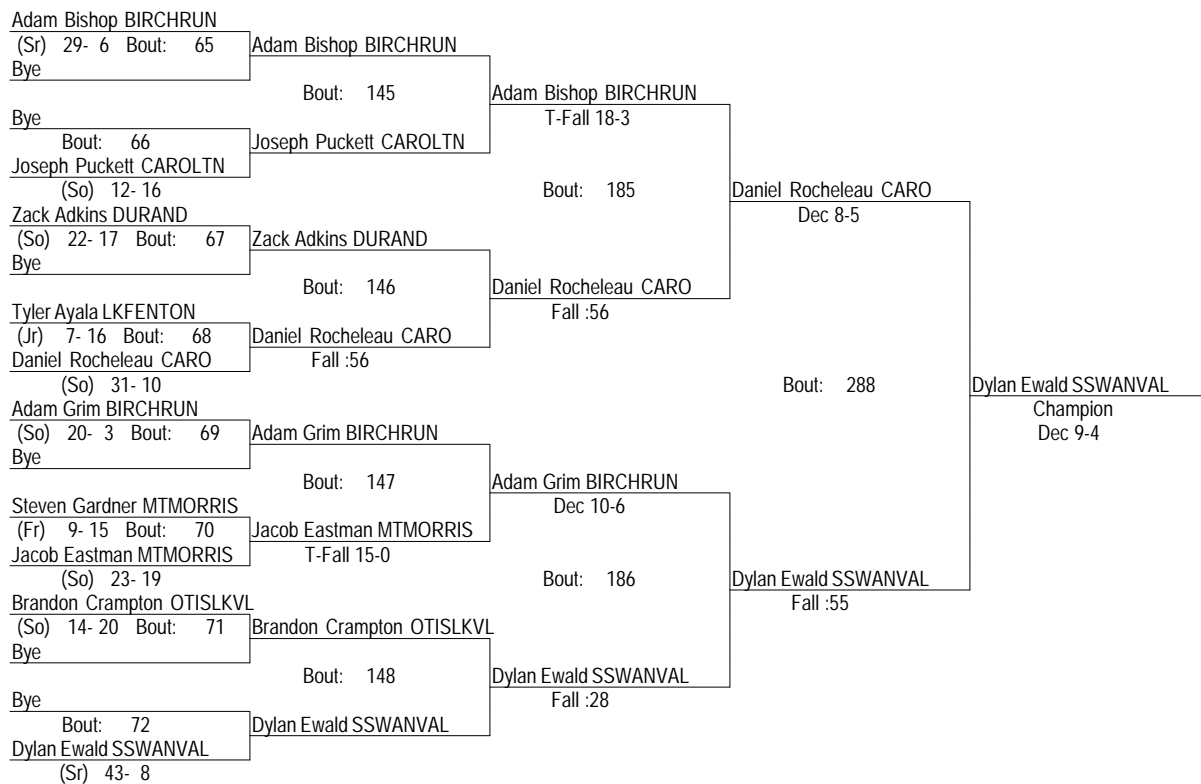 Adam Bishop BIRCHRUN
(Sr) 29- 6 Bout: 65
Bye
Adam Bishop BIRCHRUN
Bout: 145
Bye
Bout: 66
Joseph Puckett CAROLTN
(So) 12- 16
Joseph Puckett CAROLTN
Adam Bishop BIRCHRUN
T-Fall 18-3
Bout: 185
Zack Adkins DURAND
(So) 22- 17 Bout: 67
Bye
Zack Adkins DURAND
Bout: 146
Tyler Ayala LKFENTON
(Jr) 7- 16 Bout: 68
Daniel Rocheleau CARO
(So) 31- 10
Daniel Rocheleau CARO
Fall :56
Daniel Rocheleau CARO
Fall :56
Daniel Rocheleau CARO
Dec 8-5
Bout: 288
Adam Grim BIRCHRUN
(So) 20- 3 Bout: 69
Bye
Adam Grim BIRCHRUN
Bout: 147
Steven Gardner MTMORRIS
(Fr) 9- 15 Bout: 70
Jacob Eastman MTMORRIS
(So) 23- 19
Jacob Eastman MTMORRIS
T-Fall 15-0
Adam Grim BIRCHRUN
Dec 10-6
Bout: 186
Brandon Crampton OTISLKVL
(So) 14- 20 Bout: 71
Bye
Brandon Crampton OTISLKVL
Bout: 148
Bye
Bout: 72
Dylan Ewald SSWANVAL
(Sr) 43- 8
Dylan Ewald SSWANVAL
Dylan Ewald SSWANVAL
Fall :28
Dylan Ewald SSWANVAL
Fall :55
Dylan Ewald SSWANVAL
Champion
Dec 9-4